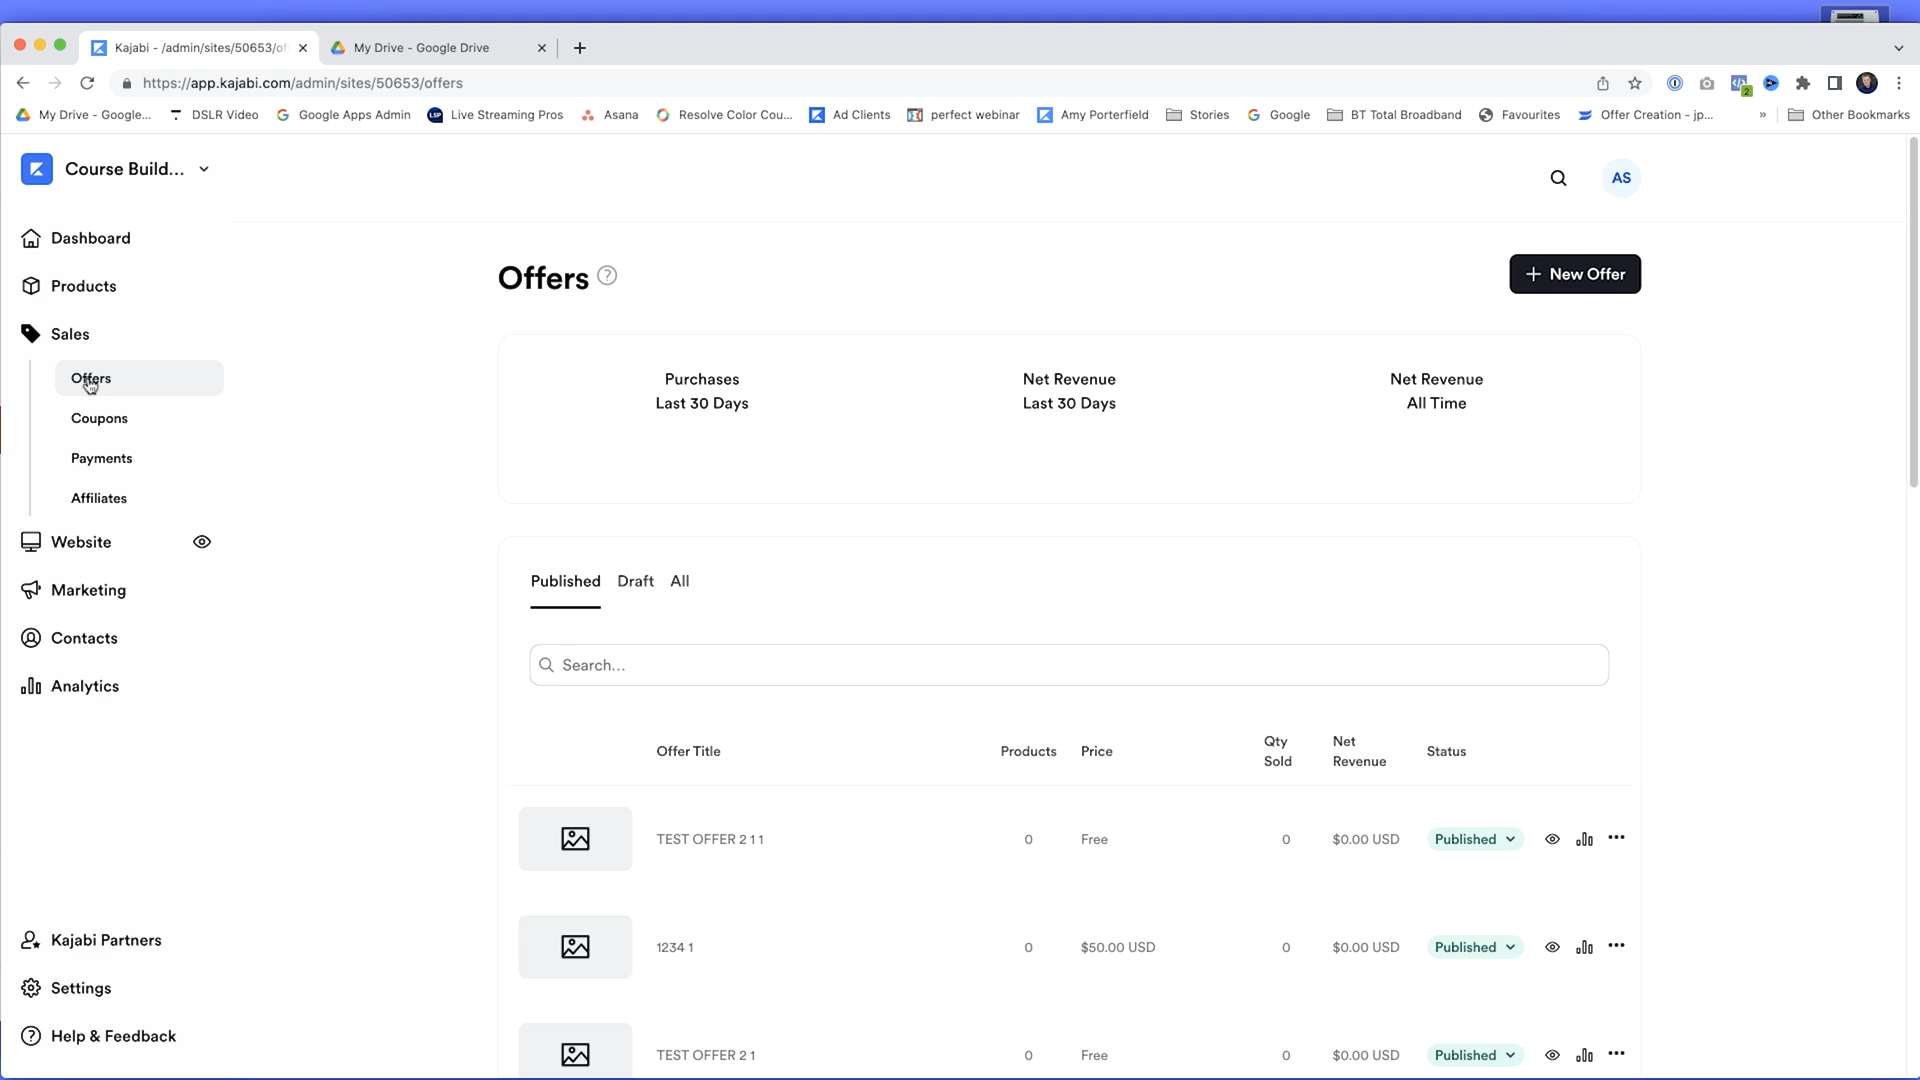 Kajabi - /admin/sites/50653/of
My Drive - Google Drive
https://app.kajabi.com/admin/sites/50653/offers
2
My Drive - Google...
DSLR Video
Google Apps Admin
LSP
Live Streaming Pros
Asana
Resolve Color Cou...
Ad Clients
perfect webinar
Amy Porterfield
Stories
Google
BT Total Broadband
Favourites
Offer Creation - jp...
»
Other Bookmarks
Course Build...
AS
Dashboard
Products
Sales
Offers
Coupons
Payments
Affiliates
Website
Marketing
Contacts
Analytics
Kajabi Partners
Settings
Help & Feedback
Offers ?
+ New Offer
Purchases
Last 30 Days
Net Revenue
Last 30 Days
Net Revenue
All Time
Published Draft All
Search...
Offer Title Products Price Qty Sold Net Revenue Status
TEST OFFER 2 1 1 0 Free 0 $0.00 USD Published
1234 1 0 $50.00 USD 0 $0.00 USD Published
TEST OFFER 2 1 0 Free 0 $0.00 USD Published